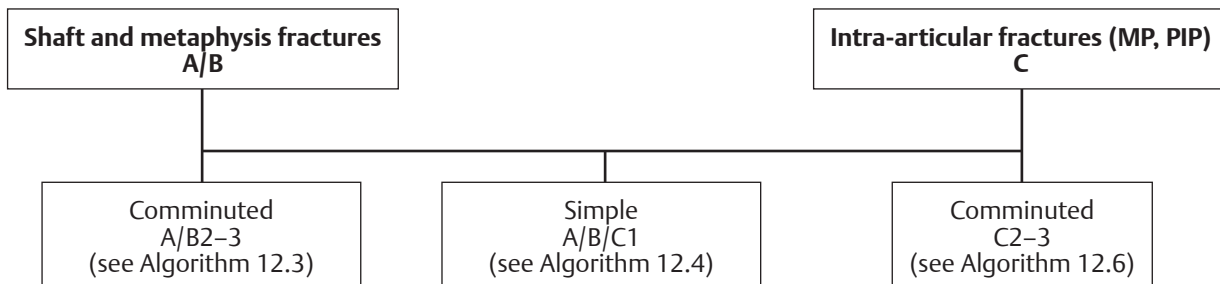 Shaft and metaphysis fractures
A/B
Intra-articular fractures (MP, PIP)
C
Comminuted
A/B2–3
(see Algorithm 12.3)
Simple
A/B/C1
(see Algorithm 12.4)
Comminuted
C2–3
(see Algorithm 12.6)